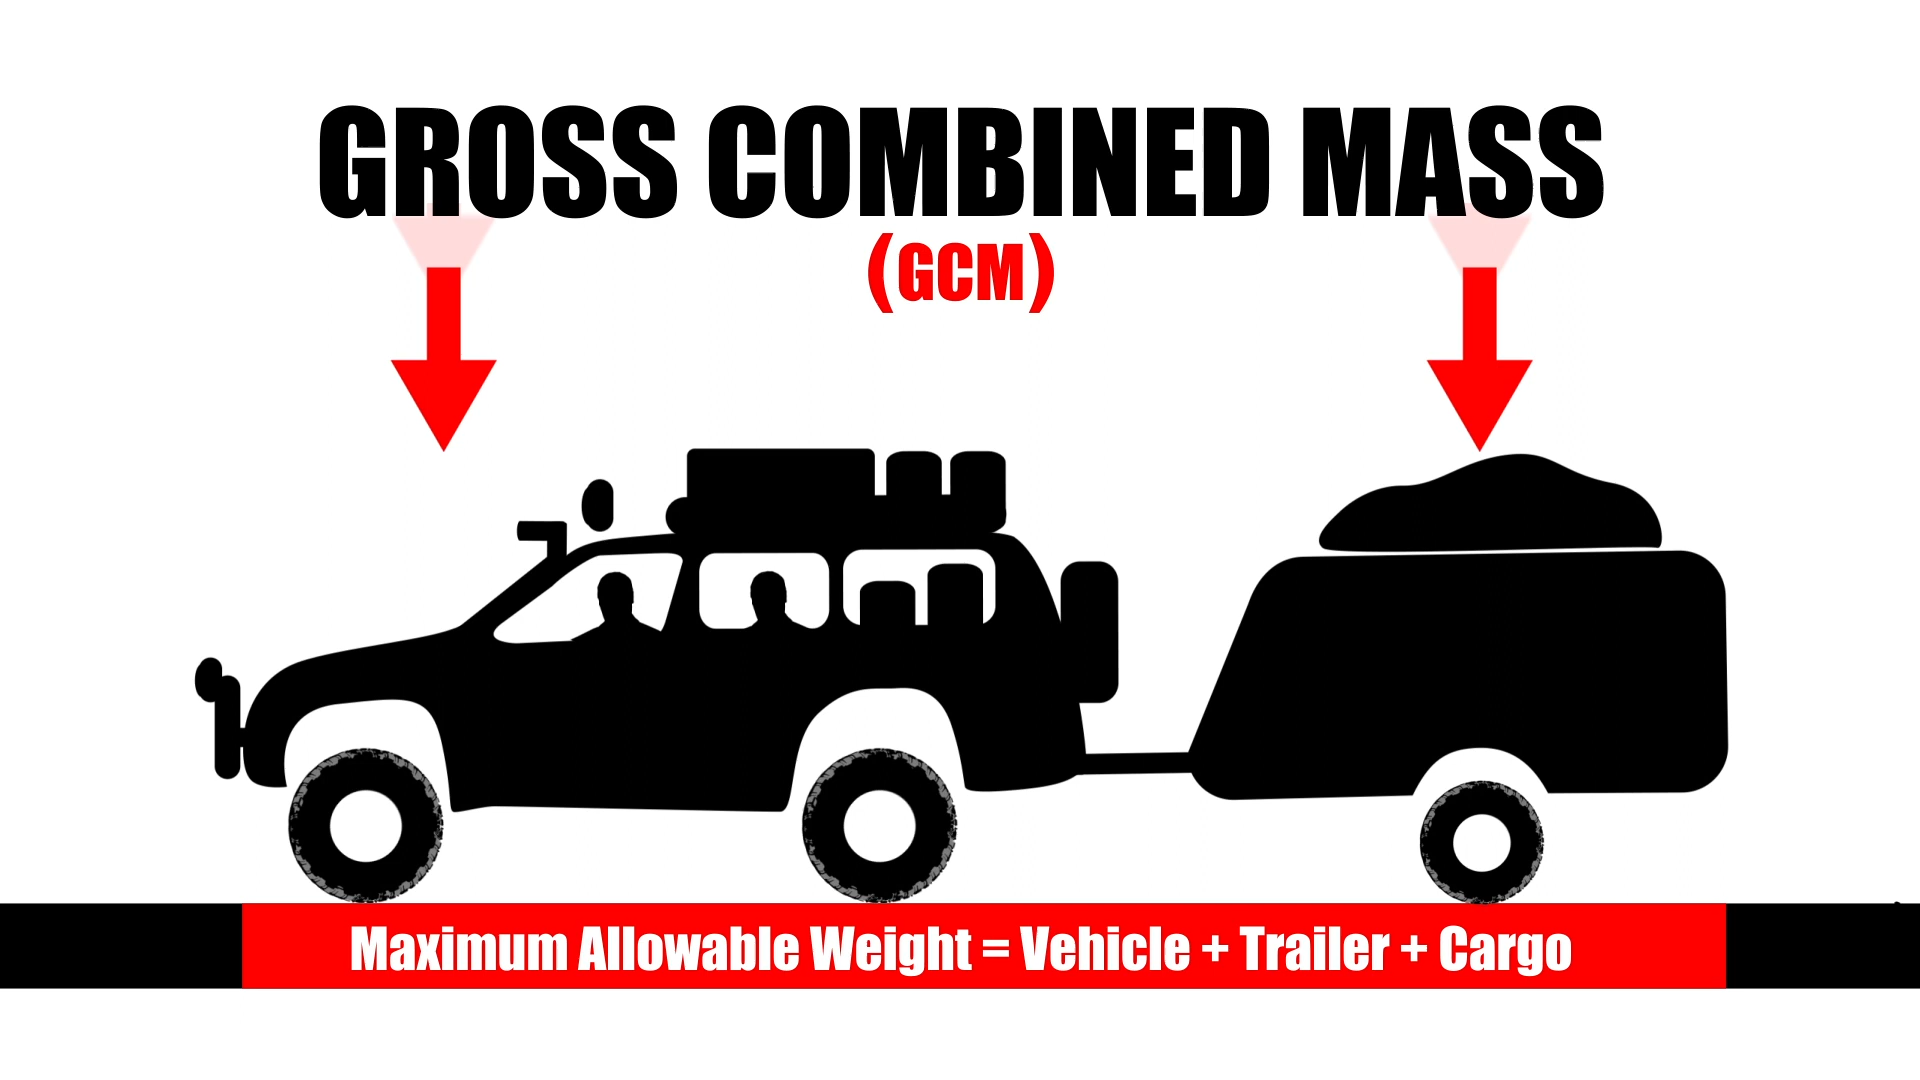 GROSS COMBINED MASS
(GCM)
Maximum Allowable Weight = Vehicle + Trailer + Cargo